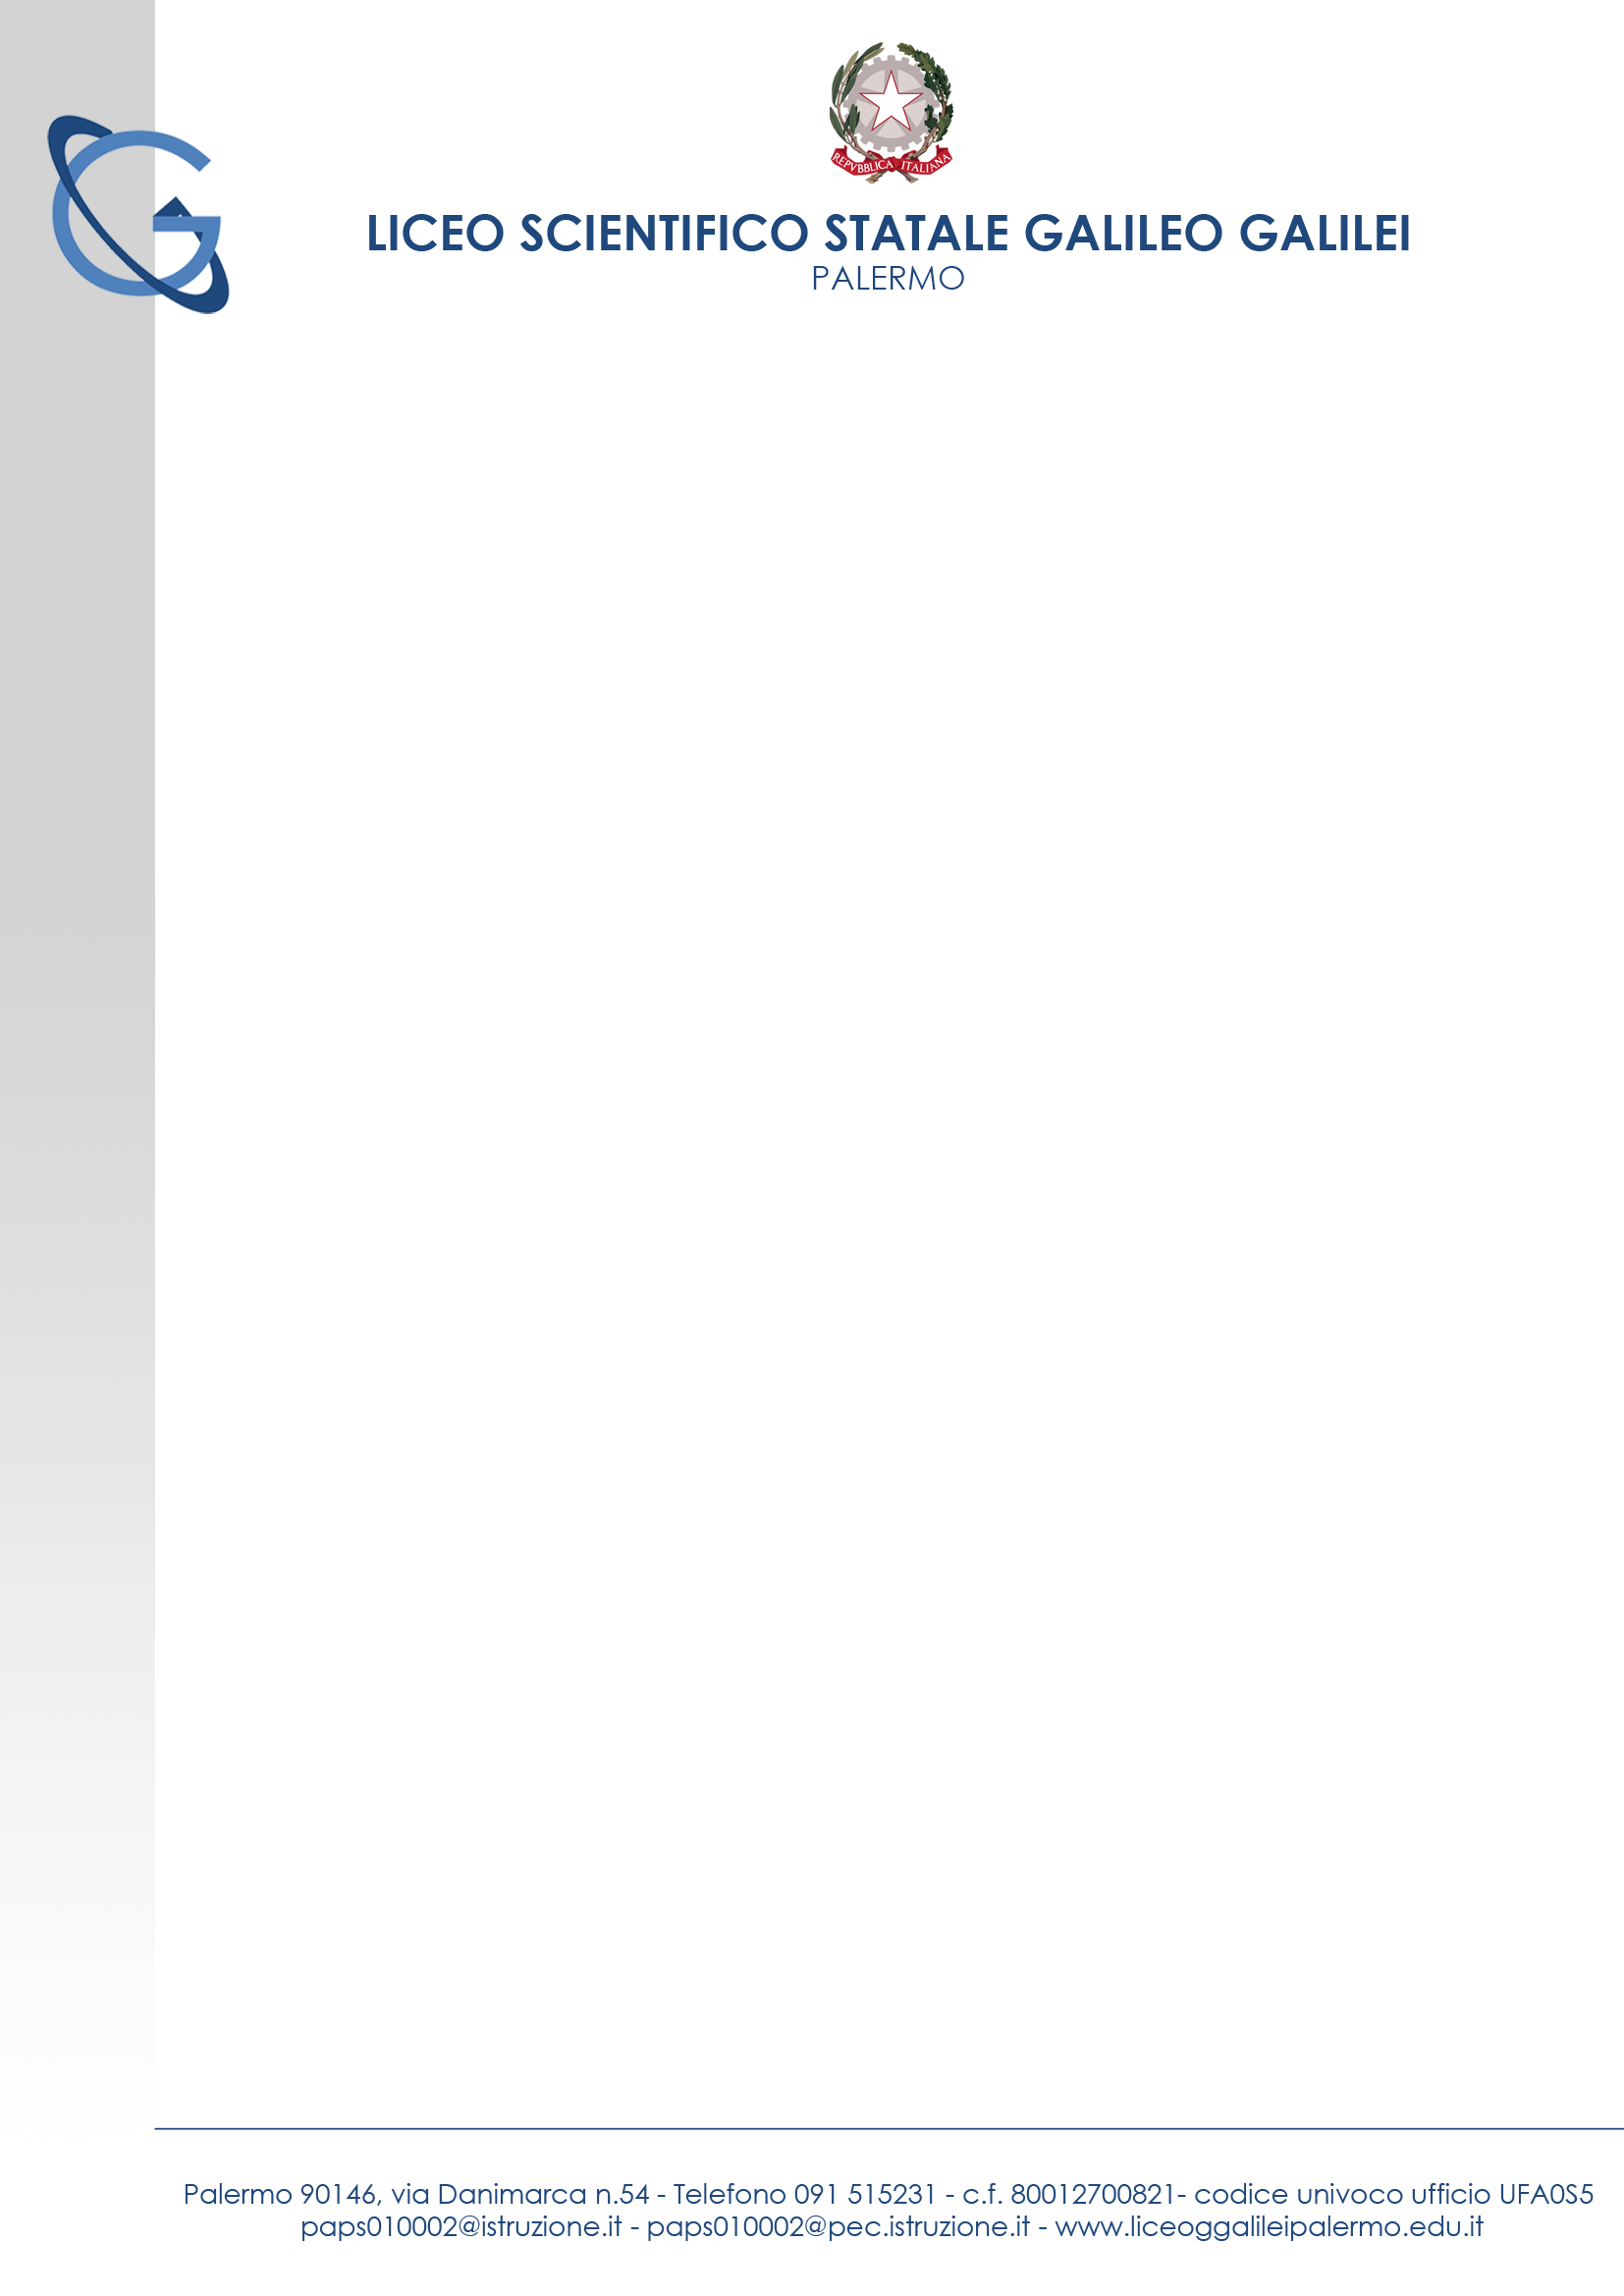 REPVBBLICA ITALIANA
LICEO SCIENTIFICO STATALE GALILEO GALILEI
PALERMO
Palermo 90146, via Danimarca n.54 - Telefono 091 515231 - c.f. 80012700821- codice univoco ufficio UFA0S5
paps010002@istruzione.it - paps010002@pec.istruzione.it - www.liceoggalileipalermo.edu.it